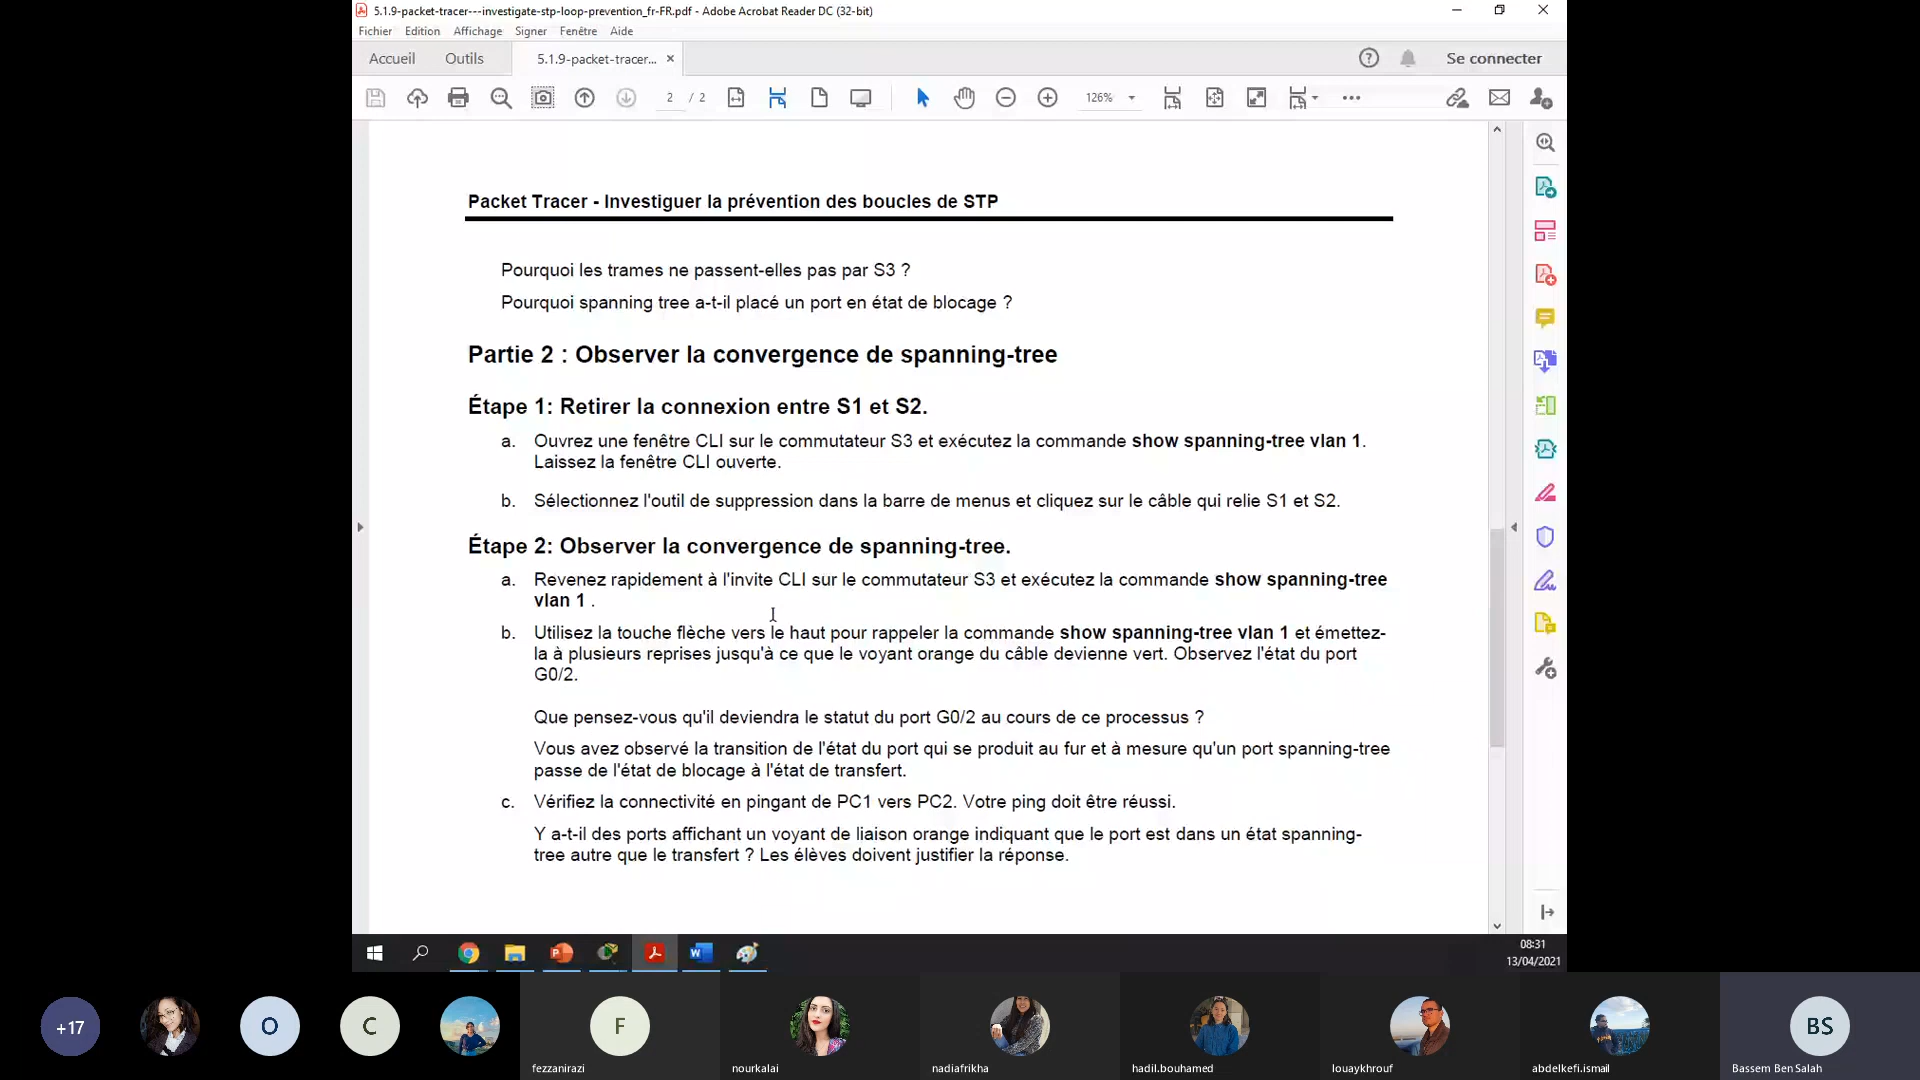 5.1.9-packet-tracer---investigate-stp-loop-prevention_fr-FR.pdf - Adobe Acrobat Reader DC (32-bit)
Fichier Edition Affichage Signer Fenêtre Aide
Accueil Outils 5.1.9-packet-tracer... × Se connecter
2 / 2 126%
Packet Tracer - Investiguer la prévention des boucles de STP
Pourquoi les trames ne passent-elles pas par S3 ?
Pourquoi spanning tree a-t-il placé un port en état de blocage ?
Partie 2 : Observer la convergence de spanning-tree
Étape 1: Retirer la connexion entre S1 et S2.
a. Ouvrez une fenêtre CLI sur le commutateur S3 et exécutez la commande show spanning-tree vlan 1.
Laissez la fenêtre CLI ouverte.
b. Sélectionnez l'outil de suppression dans la barre de menus et cliquez sur le câble qui relie S1 et S2.
Étape 2: Observer la convergence de spanning-tree.
a. Revenez rapidement à l'invite CLI sur le commutateur S3 et exécutez la commande show spanning-tree
vlan 1 .
b. Utilisez la touche flèche vers le haut pour rappeler la commande show spanning-tree vlan 1 et émettez-
la à plusieurs reprises jusqu'à ce que le voyant orange du câble devienne vert. Observez l'état du port
G0/2.
Que pensez-vous qu'il deviendra le statut du port G0/2 au cours de ce processus ?
Vous avez observé la transition de l'état du port qui se produit au fur et à mesure qu'un port spanning-tree
passe de l'état de blocage à l'état de transfert.
c. Vérifiez la connectivité en pingant de PC1 vers PC2. Votre ping doit être réussi.
Y a-t-il des ports affichant un voyant de liaison orange indiquant que le port est dans un état spanning-
tree autre que le transfert ? Les élèves doivent justifier la réponse.
08:31
13/04/2021
+17 O C F BS
fezzanirazi nourkalai nadiafrikha hadil.bouhamed louaykhrouf abdelkefi.ismail Bassem Ben Salah